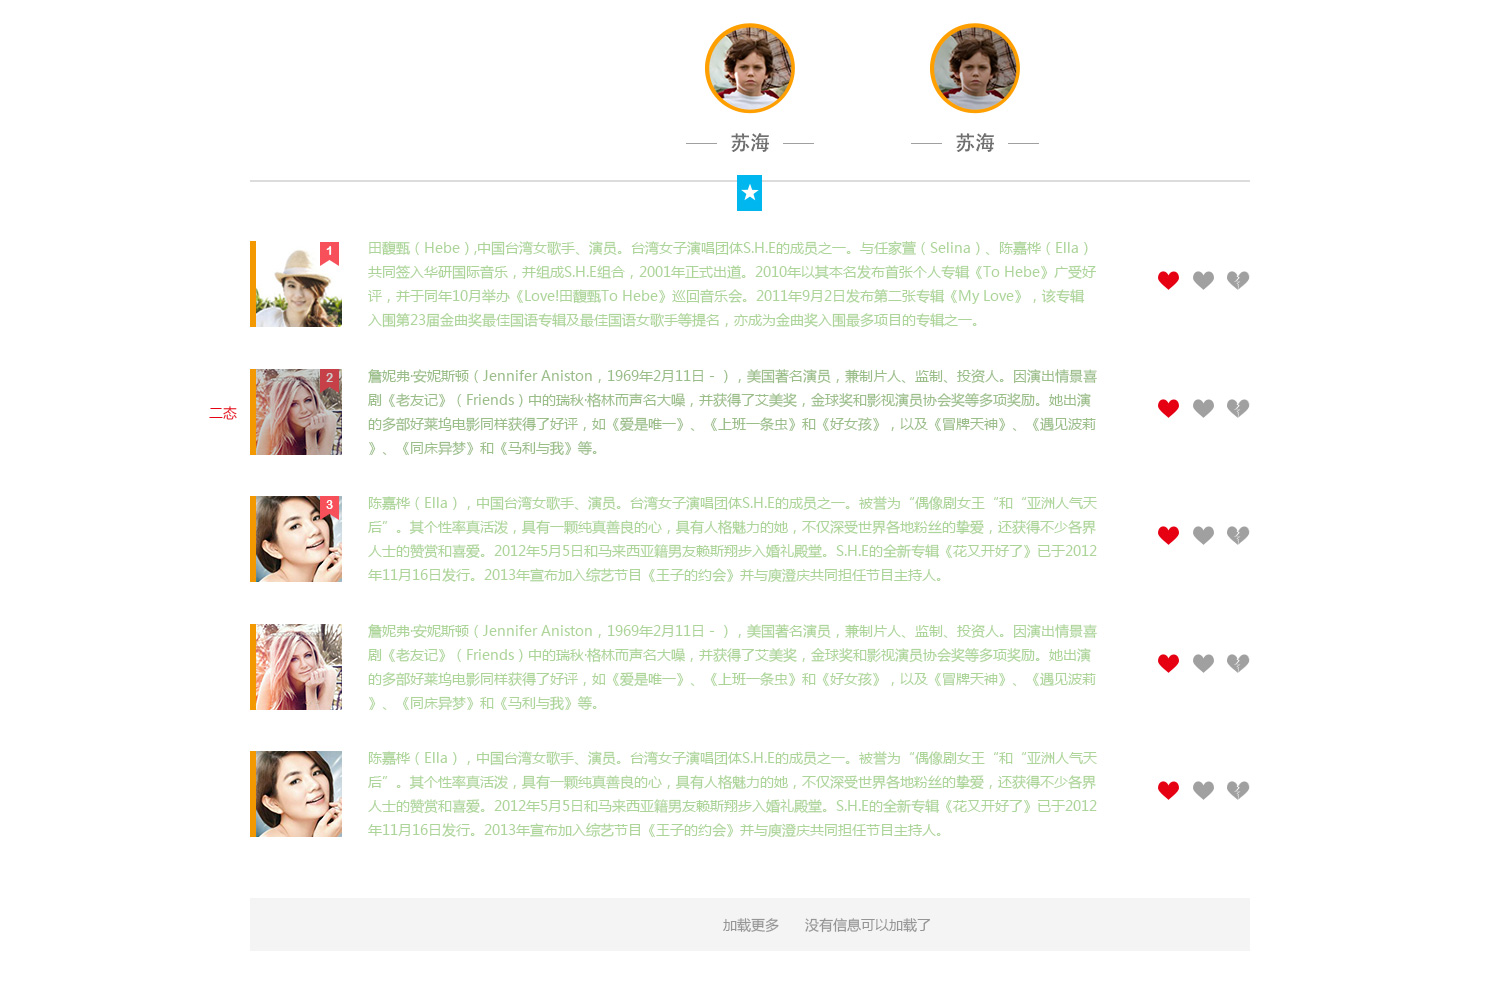 苏海
苏海
1
田馥甄（Hebe）,中国台湾女歌手、演员。台湾女子演唱团体S.H.E的成员之一。与任家萱（Selina）、陈嘉桦（Ella）
共同签入华研国际音乐，并组成S.H.E组合，2001年正式出道。2010年以其本名发布首张个人专辑《To Hebe》广受好
评，并于同年10月举办《Love!田馥甄To Hebe》巡回音乐会。2011年9月2日发布第二张专辑《My Love》，该专辑
入围第23届金曲奖最佳国语专辑及最佳国语女歌手等提名，亦成为金曲奖入围最多项目的专辑之一。
二态
2
詹妮弗·安妮斯顿（Jennifer Aniston，1969年2月11日－），美国著名演员，兼制片人、监制、投资人。因演出情景喜
剧《老友记》（Friends）中的瑞秋·格林而声名大噪，并获得了艾美奖，金球奖和影视演员协会奖等多项奖励。她出演
的多部好莱坞电影同样获得了好评，如《爱是唯一》、《上班一条虫》和《好女孩》，以及《冒牌天神》、《遇见波莉
》、《同床异梦》和《马利与我》等。
3
陈嘉桦（Ella），中国台湾女歌手、演员。台湾女子演唱团体S.H.E的成员之一。被誉为“偶像剧女王“和“亚洲人气天
后”。其个性率真活泼，具有一颗纯真善良的心，具有人格魅力的她，不仅深受世界各地粉丝的挚爱，还获得不少各界
人士的赞赏和喜爱。2012年5月5日和马来西亚籍男友赖斯翔步入婚礼殿堂。S.H.E的全新专辑《花又开好了》已于2012
年11月16日发行。2013年宣布加入综艺节目《王子的约会》并与庾澄庆共同担任节目主持人。
詹妮弗·安妮斯顿（Jennifer Aniston，1969年2月11日－），美国著名演员，兼制片人、监制、投资人。因演出情景喜
剧《老友记》（Friends）中的瑞秋·格林而声名大噪，并获得了艾美奖，金球奖和影视演员协会奖等多项奖励。她出演
的多部好莱坞电影同样获得了好评，如《爱是唯一》、《上班一条虫》和《好女孩》，以及《冒牌天神》、《遇见波莉
》、《同床异梦》和《马利与我》等。
陈嘉桦（Ella），中国台湾女歌手、演员。台湾女子演唱团体S.H.E的成员之一。被誉为“偶像剧女王“和“亚洲人气天
后”。其个性率真活泼，具有一颗纯真善良的心，具有人格魅力的她，不仅深受世界各地粉丝的挚爱，还获得不少各界
人士的赞赏和喜爱。2012年5月5日和马来西亚籍男友赖斯翔步入婚礼殿堂。S.H.E的全新专辑《花又开好了》已于2012
年11月16日发行。2013年宣布加入综艺节目《王子的约会》并与庾澄庆共同担任节目主持人。
加载更多 没有信息可以加载了